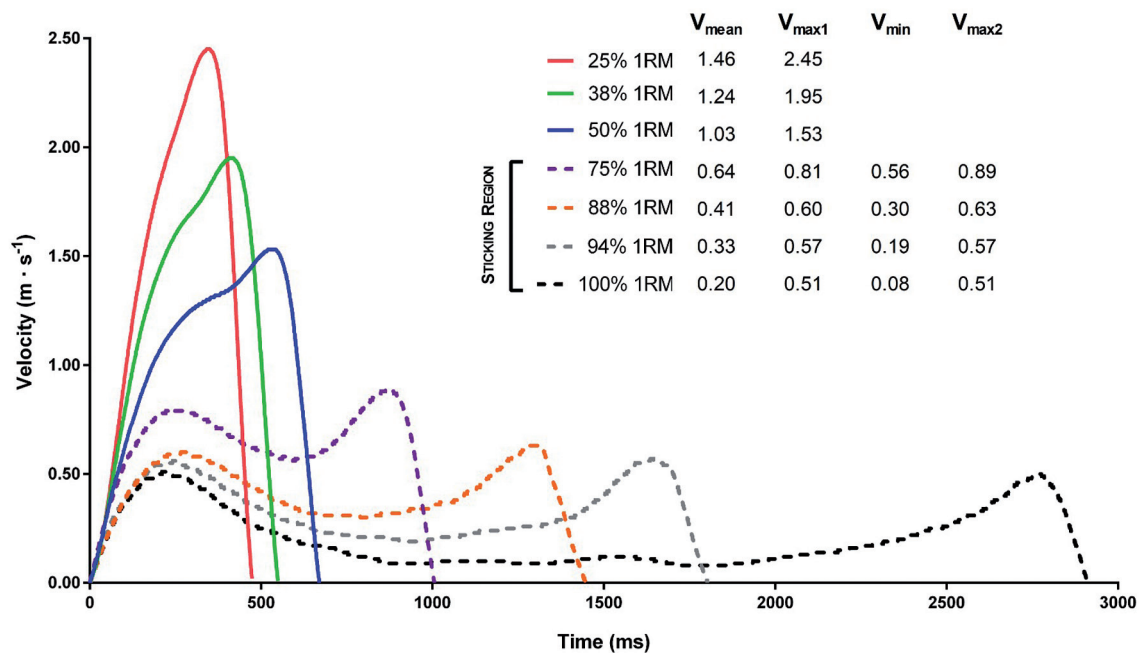 V mean V max1 V min V max2
25% 1RM 1.46 2.45
38% 1RM 1.24 1.95
50% 1RM 1.03 1.53
STICKING REGION
75% 1RM 0.64 0.81 0.56 0.89
88% 1RM 0.41 0.60 0.30 0.63
94% 1RM 0.33 0.57 0.19 0.57
100% 1RM 0.20 0.51 0.08 0.51
Velocity (m · s⁻¹)
2.50
2.00
1.50
1.00
0.50
0.00
0 500 1000 1500 2000 2500 3000
Time (ms)